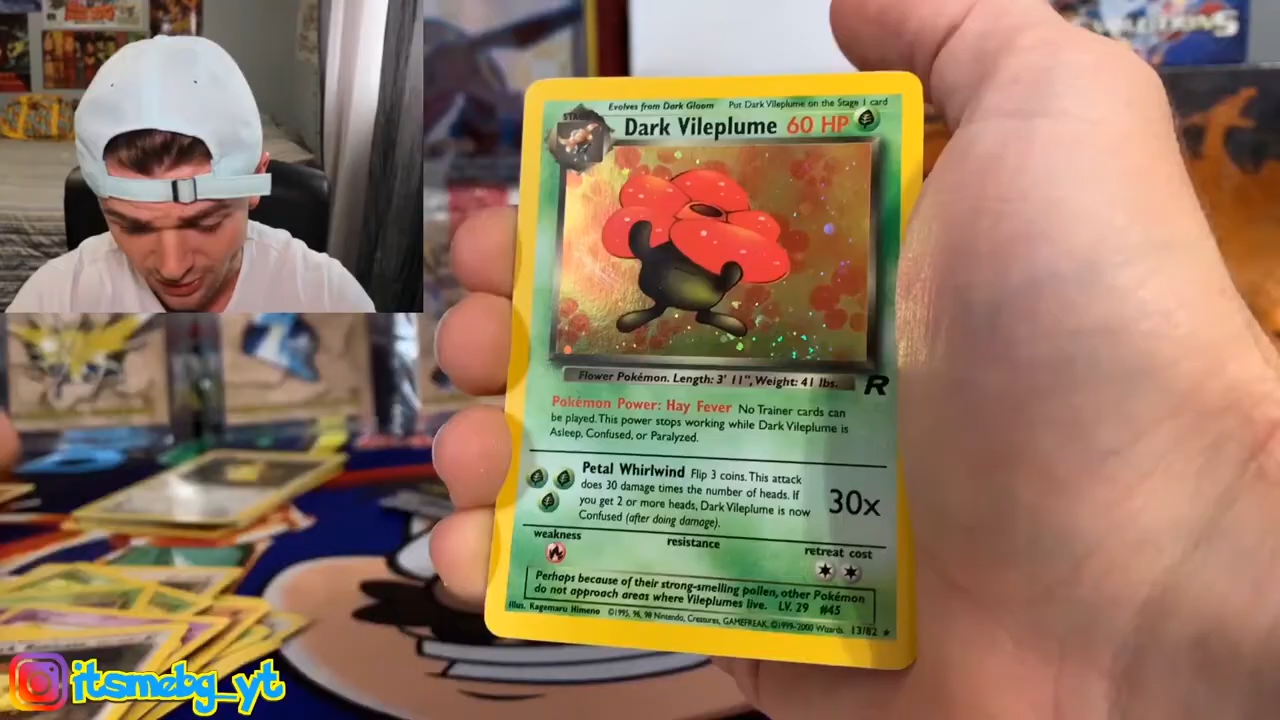 Evolves from Dark Gloom Put Dark Vileplume on the Stage 1 card
Dark Vileplume 60 HP
Flower Pokémon. Length: 3' 11", Weight: 41 lbs.
R
Pokémon Power: Hay Fever No Trainer cards can
be played. This power stops working while Dark Vileplume is
Asleep, Confused, or Paralyzed.
Petal Whirlwind Flip 3 coins. This attack
does 30 damage times the number of heads. If
you get 2 or more heads, Dark Vileplume is now
Confused (after doing damage).
30x
weakness resistance retreat cost
Perhaps because of their strong-smelling pollen, other Pokémon
do not approach areas where Vileplumes live. LV. 29 #45
Illus. Kagemaru Himeno ©1995, 96, 98 Nintendo, Creatures, GAMEFREAK. ©1999-2000 Wizards. 13/82
itsmebg_yt